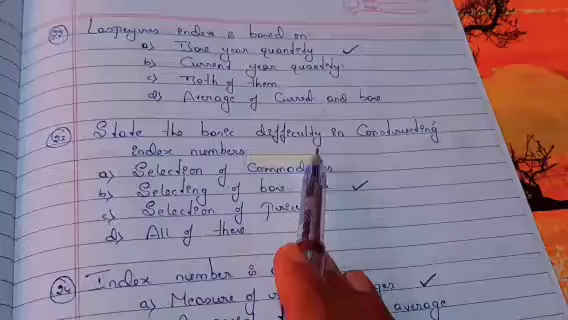 22 Laspeyres index is based on
a) Base year quantity ✓
b) Current year quantity
c) Both of them
d) Average of Current and base
23 State the basic difficulty in Constructing
index numbers
a) Selection of Commodities
b) Selecting of base ✓
c) Selection of Price
d) All of these
24 Index number is a
a) Measure of ✓
average